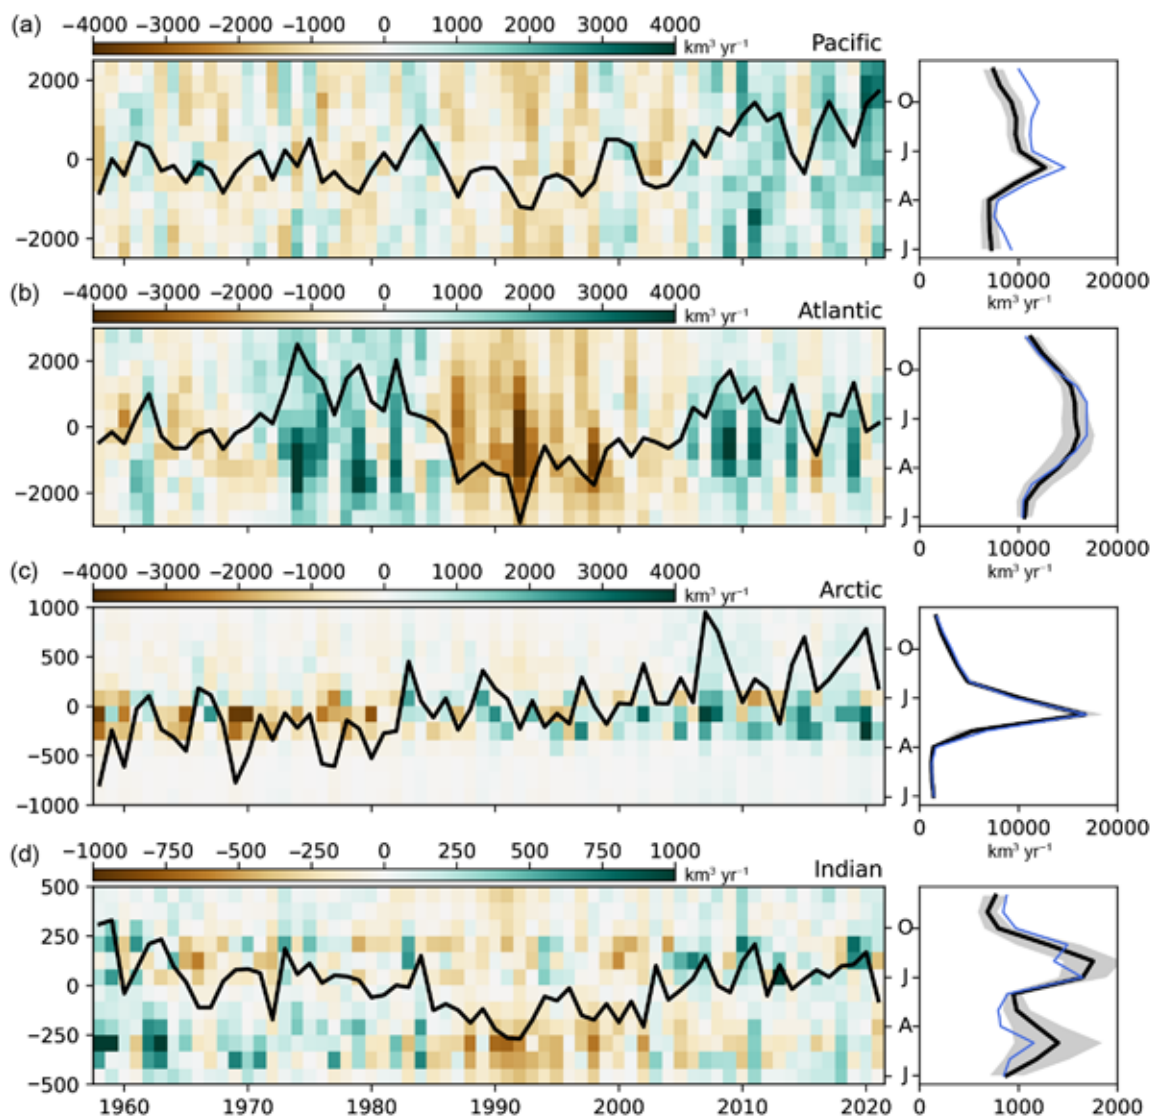 (a) −4000 −3000 −2000 −1000 0 1000 2000 3000 4000
km³ yr⁻¹ Pacific
2000
0
−2000
O
J
A
J
0 10000 20000
km³ yr⁻¹
(b) −4000 −3000 −2000 −1000 0 1000 2000 3000 4000
km³ yr⁻¹ Atlantic
2000
0
−2000
O
J
A
J
0 10000 20000
km³ yr⁻¹
(c) −4000 −3000 −2000 −1000 0 1000 2000 3000 4000
km³ yr⁻¹ Arctic
1000
500
0
−500
−1000
O
J
A
J
0 10000 20000
km³ yr⁻¹
(d) −1000 −750 −500 −250 0 250 500 750 1000
km³ yr⁻¹ Indian
500
250
0
−250
−500
O
J
A
J
1960 1970 1980 1990 2000 2010 2020
0 10000 20000